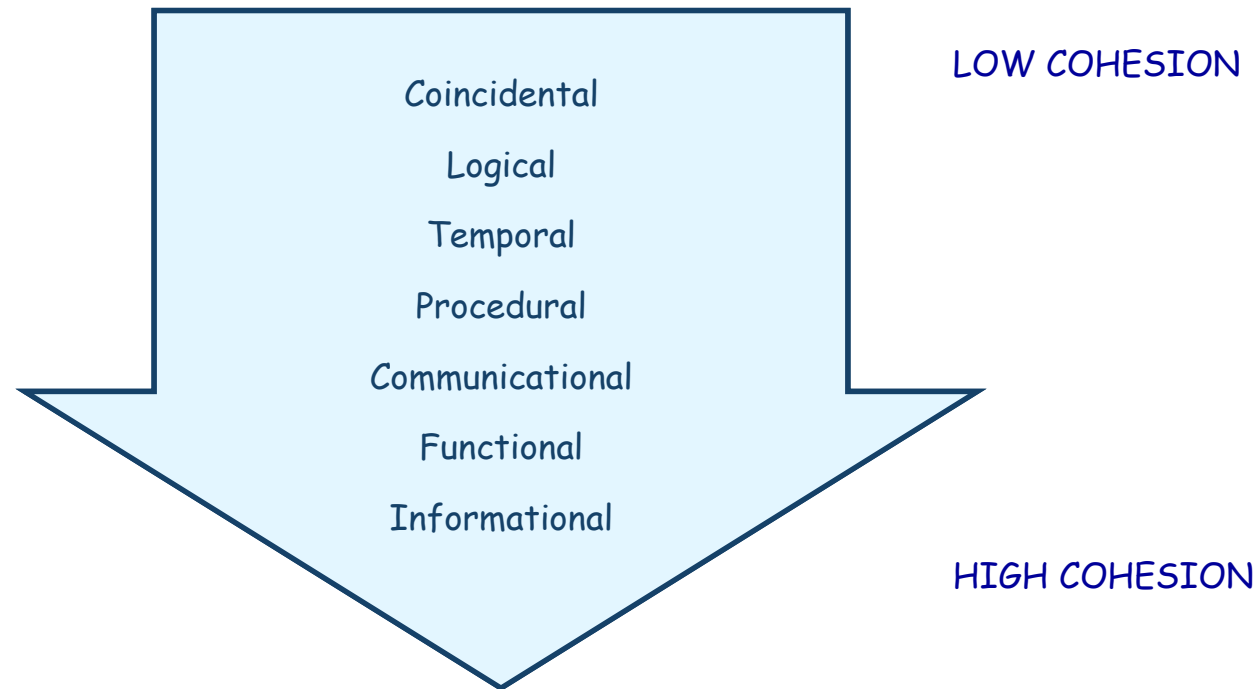 LOW COHESION
Coincidental
Logical
Temporal
Procedural
Communicational
Functional
Informational
HIGH COHESION